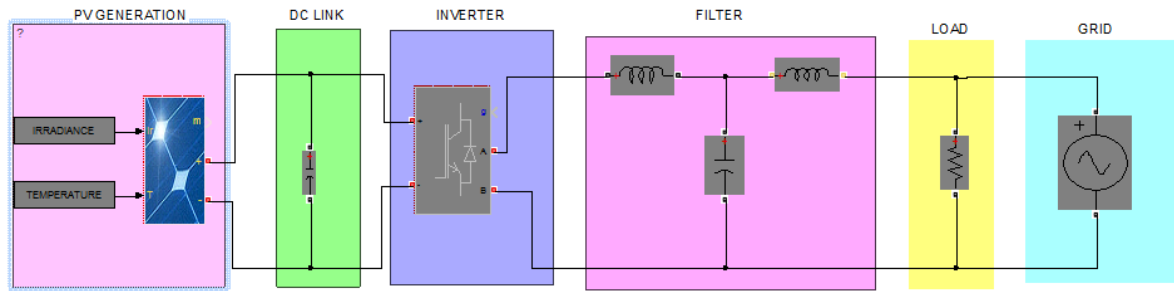 PV GENERATION
DC LINK
INVERTER
FILTER
LOAD
GRID
?
IRRADIANCE
TEMPERATURE
Ir
T
m
+
-
+
-
g
A
B
+